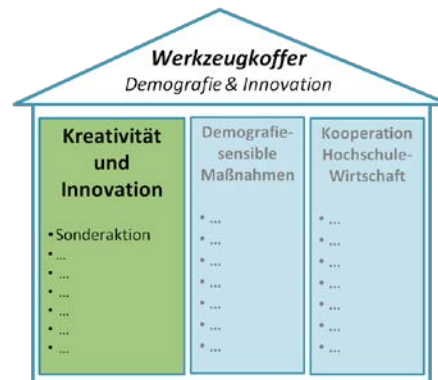 Werkzeugkoffer
Demografie & Innovation
Kreativität
und
Innovation
• Sonderaktion
• ...
• ...
• ...
• ...
• ...
• ...
Demografie-
sensible
Maßnahmen
• ...
• ...
• ...
• ...
• ...
• ...
• ...
Kooperation
Hochschule-
Wirtschaft
• ...
• ...
• ...
• ...
• ...
• ...
• ...